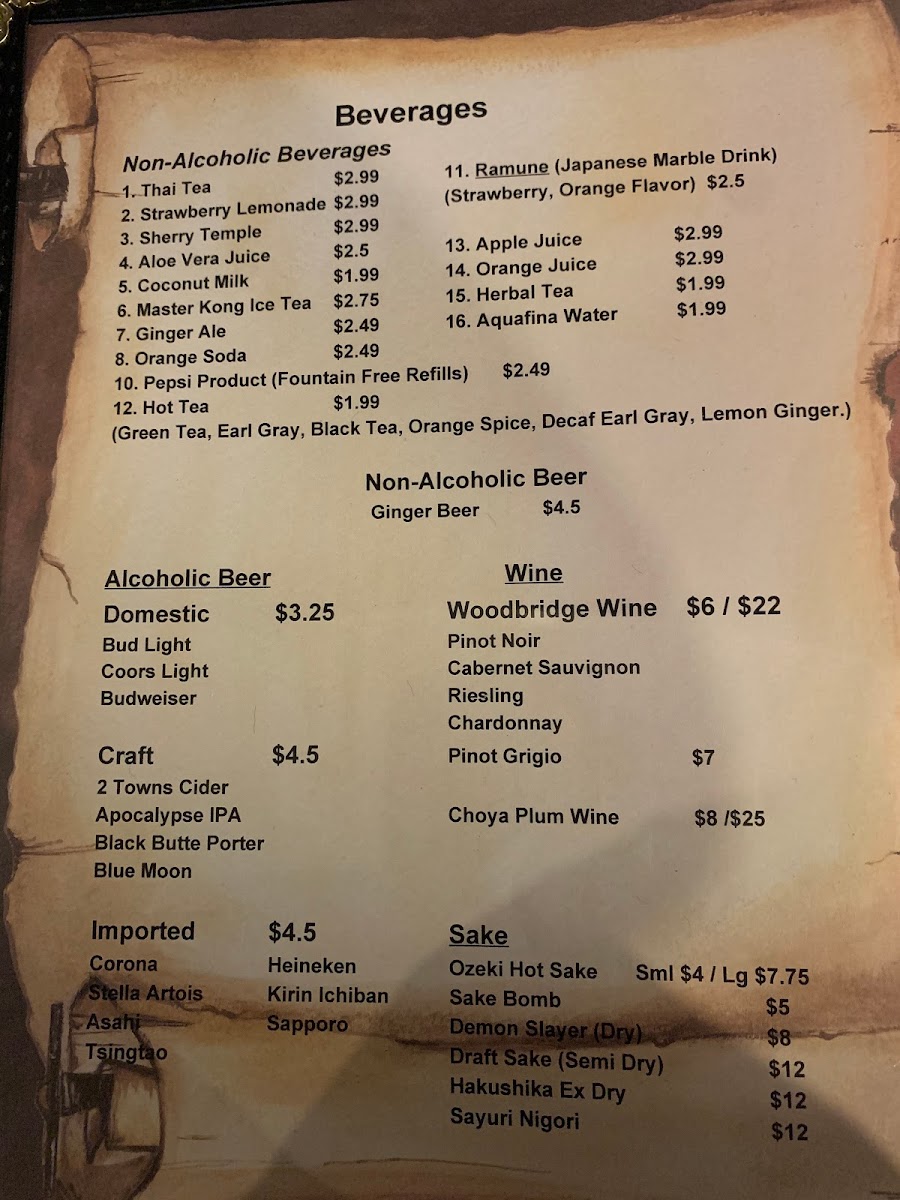 Beverages
Non-Alcoholic Beverages
1. Thai Tea $2.99
2. Strawberry Lemonade $2.99
3. Sherry Temple $2.99
4. Aloe Vera Juice $2.5
5. Coconut Milk $1.99
6. Master Kong Ice Tea $2.75
7. Ginger Ale $2.49
8. Orange Soda $2.49
10. Pepsi Product (Fountain Free Refills) $2.49
12. Hot Tea $1.99
(Green Tea, Earl Gray, Black Tea, Orange Spice, Decaf Earl Gray, Lemon Ginger.)
11. Ramune (Japanese Marble Drink)
(Strawberry, Orange Flavor) $2.5
13. Apple Juice $2.99
14. Orange Juice $2.99
15. Herbal Tea $1.99
16. Aquafina Water $1.99
Non-Alcoholic Beer
Ginger Beer $4.5
Alcoholic Beer
Domestic $3.25
Bud Light
Coors Light
Budweiser
Craft $4.5
2 Towns Cider
Apocalypse IPA
Black Butte Porter
Blue Moon
Imported $4.5
Corona Heineken
Stella Artois Kirin Ichiban
Asahi Sapporo
Tsingtao
Wine
Woodbridge Wine $6 / $22
Pinot Noir
Cabernet Sauvignon
Riesling
Chardonnay
Pinot Grigio $7
Choya Plum Wine $8 /$25
Sake
Ozeki Hot Sake Sml $4 / Lg $7.75
Sake Bomb $5
Demon Slayer (Dry) $8
Draft Sake (Semi Dry) $12
Hakushika Ex Dry $12
Sayuri Nigori $12